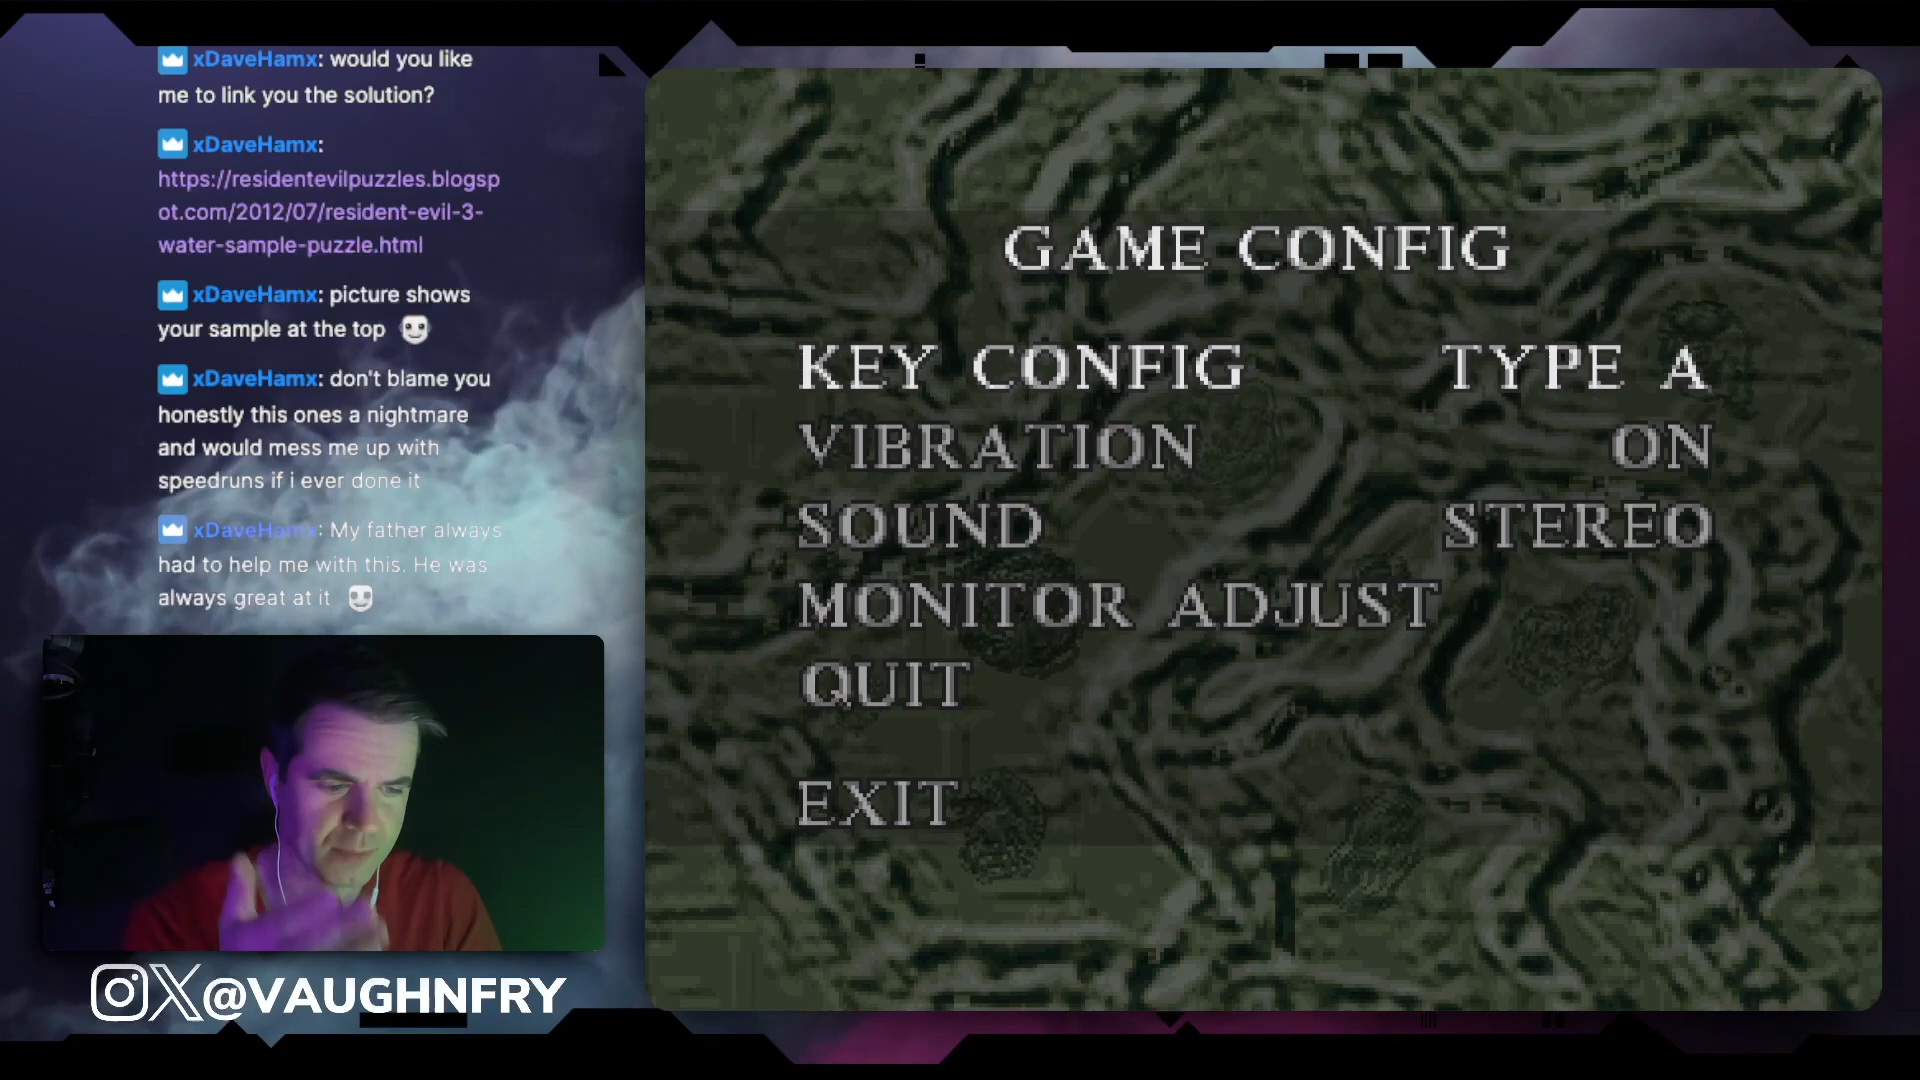 xDaveHamx: would you like
me to link you the solution?
xDaveHamx:
https://residentevilpuzzles.blogsp
ot.com/2012/07/resident-evil-3-
water-sample-puzzle.html
xDaveHamx: picture shows
your sample at the top
xDaveHamx: don't blame you
honestly this ones a nightmare
and would mess me up with
speedruns if i ever done it
xDaveHamx: My father always
had to help me with this. He was
always great at it
@VAUGHNFRY
GAME CONFIG
KEY CONFIG TYPE A
VIBRATION ON
SOUND STEREO
MONITOR ADJUST
QUIT
EXIT